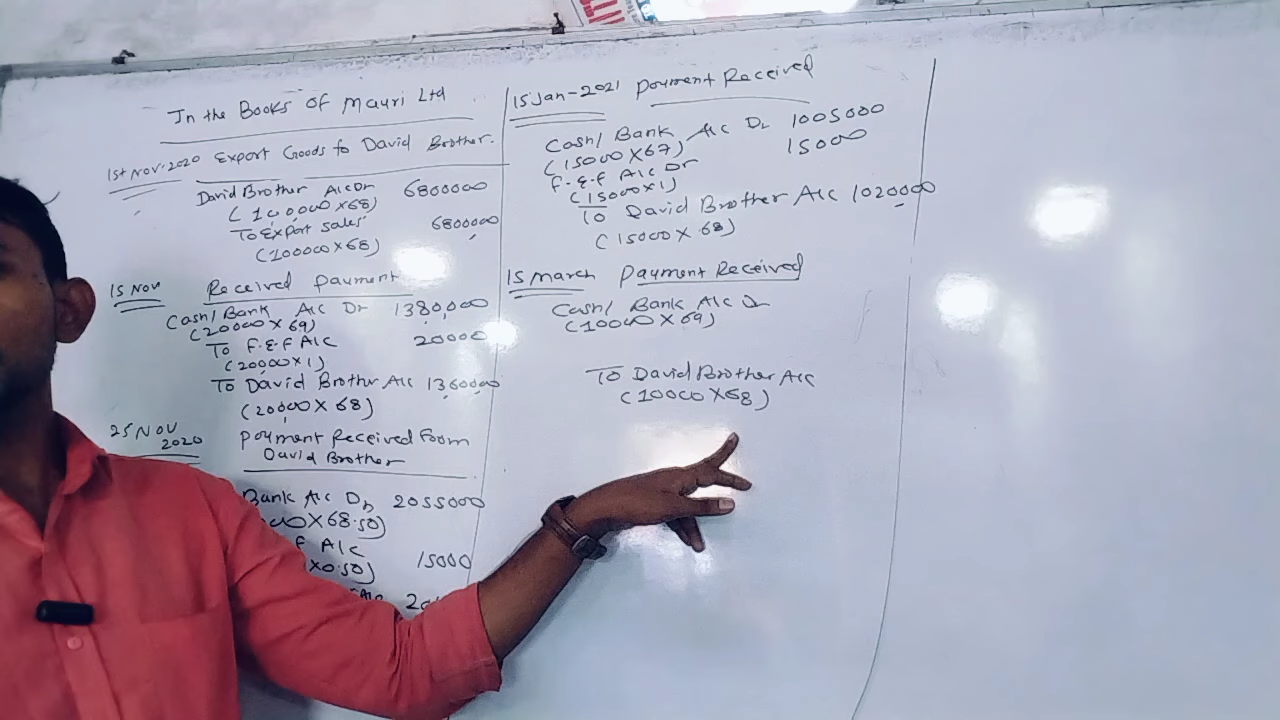 In the Books of Mauri Ltd
1st Nov-2020 Export Goods to David Brother.
David Brother A/C Dr 6800000
(100,000 X 68)
To Export sales 6800000
(100000 X 68)
15 Nov Received Payment
Cash/ Bank A/C Dr 1380,000
(20000 X 69)
To F.E.F A/C 20000
(20000 X 1)
To David Brothr A/C 1360000
(20000 X 68)
25 NOV 2020
Payment Received From
David Brother
Bank A/C Dr 2055000
X 68.50)
A/C 15000
X 0.50)
15 Jan-2021 Payment Received
Cash/ Bank A/C Dr 1005000
(15000 X 67)
F.E.F A/C Dr 15000
(15000 X 1)
To David Brother A/C 1020000
(15000 X 68)
15 March Payment Received
Cash/ Bank A/C Dr
(10000 X 69)
To David Brother A/C
(10000 X 68)